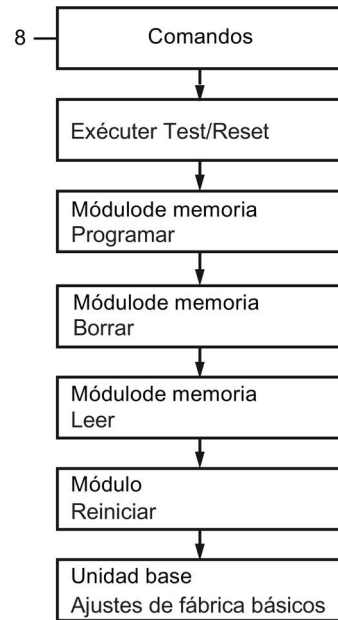 8
Comandos
Exécuter Test/Reset
Módulode memoria
Programar
Módulode memoria
Borrar
Módulode memoria
Leer
Módulo
Reiniciar
Unidad base
Ajustes de fábrica básicos